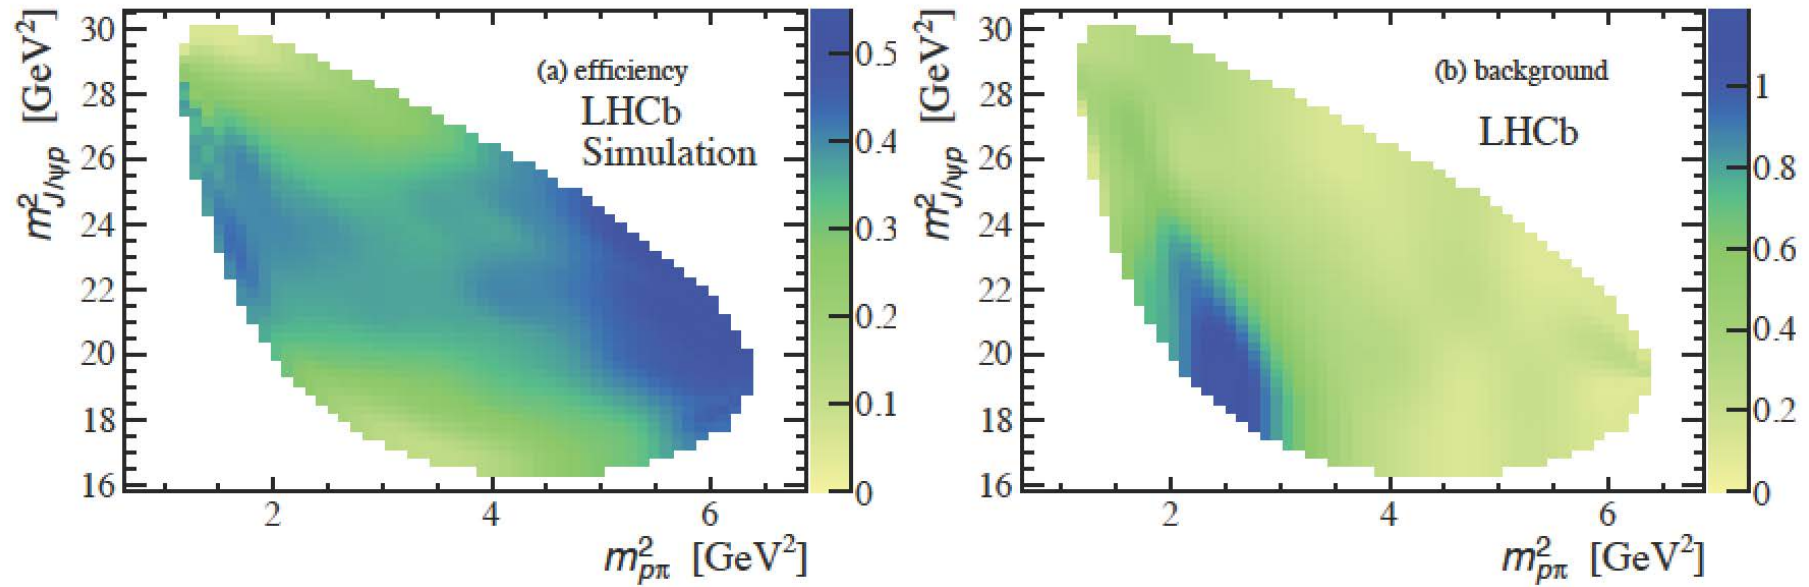 m²J/ψp [GeV²]
30
28
26
24
22
20
18
16
(a) efficiency
LHCb
Simulation
0.5
0.4
0.3
0.2
0.1
0
2 4 6
m²pπ [GeV²]
m²J/ψp [GeV²]
30
28
26
24
22
20
18
16
(b) background
LHCb
1
0.8
0.6
0.4
0.2
0
2 4 6
m²pπ [GeV²]